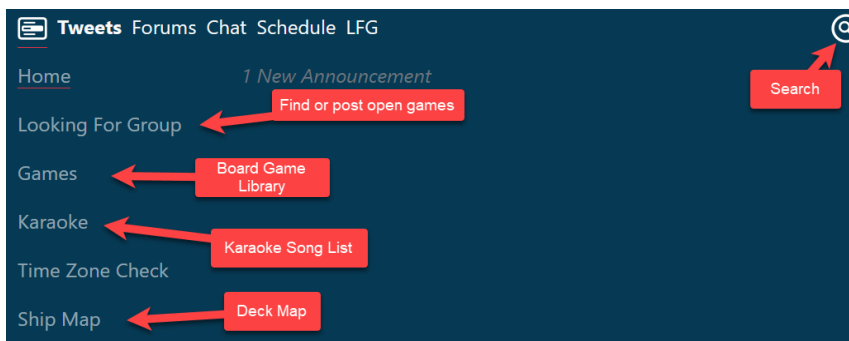 Tweets Forums Chat Schedule LFG
Home
1 New Announcement
Search
Find or post open games
Looking For Group
Games
Board Game
Library
Karaoke
Karaoke Song List
Time Zone Check
Ship Map
Deck Map